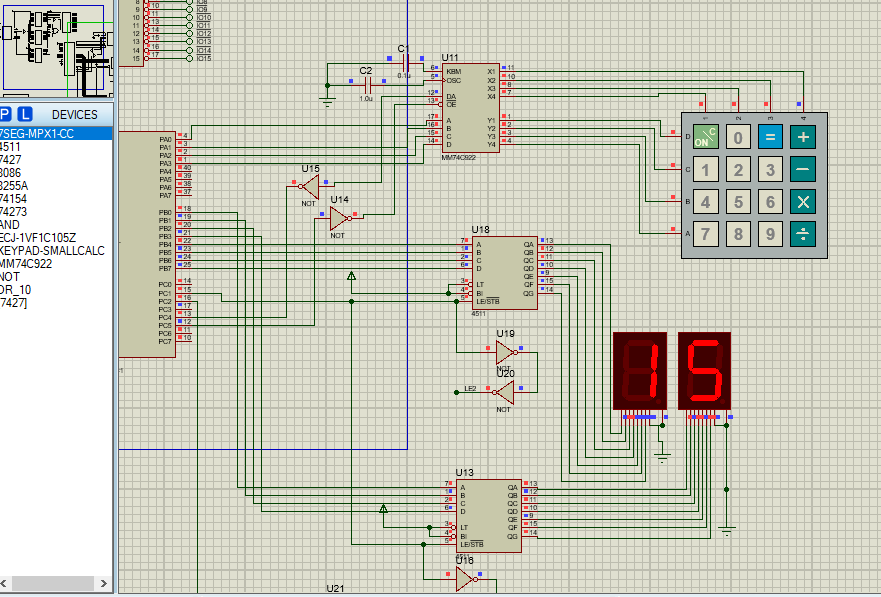 8
9
10
11
12
13
14
15
10
11
12
13
14
15
16
17
IO8
IO9
IO10
IO11
IO12
IO13
IO14
IO15
P L DEVICES
7SEG-MPX1-CC
4511
7427
8086
8255A
74154
74273
AND
ECJ-1VF1C105Z
KEYPAD-SMALLCALC
MM74C922
NOT
OR_10
[7427]
PA0 4
PA1 3
PA2 2
PA3 1
PA4 40
PA5 39
PA6 38
PA7 37
PB0 18
PB1 19
PB2 20
PB3 21
PB4 22
PB5 23
PB6 24
PB7 25
PC0 14
PC1 15
PC2 16
PC3 17
PC4 13
PC5 12
PC6 11
PC7 10
C1
0.1u
C2
1.0u
U11
6 KBM X1 11
5 OSC X2 10
X3 8
12 DA X4 7
13 OE
17 A Y1 1
16 B Y2 2
15 C Y3 3
14 D Y4 4
MM74C922
1 2 3 4
D
C
B
A
ON C 0 = +
1 2 3 −
4 5 6 ×
7 8 9 ÷
U15
NOT
U14
NOT
U18
7 A QA 13
1 B QB 12
2 C QC 11
6 D QD 10
QE 9
3 LT QF 15
4 BI QG 14
5 LE/STB
4511
U19
NOT
U20
NOT
LE2
15
U13
7 A QA 13
1 B QB 12
2 C QC 11
6 D QD 10
QE 9
3 LT QF 15
4 BI QG 14
5 LE/STB
4511
U16
U21